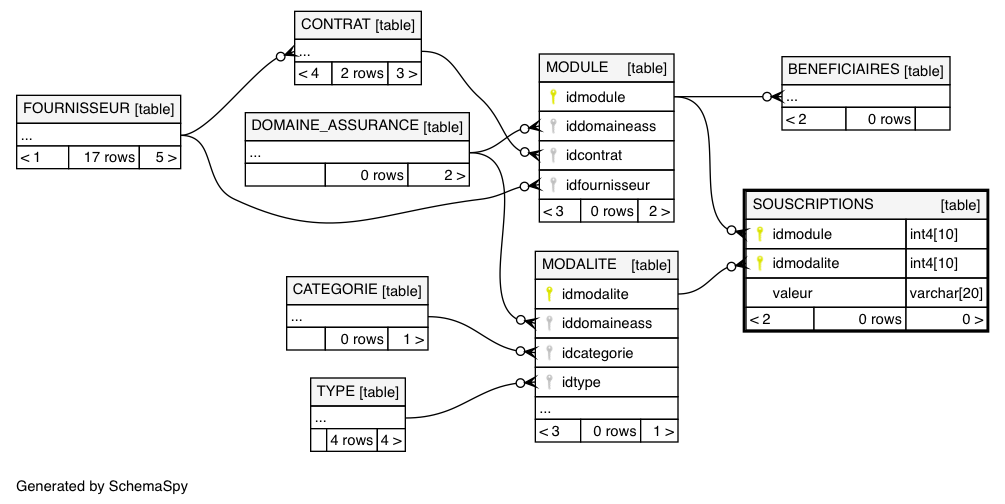 CONTRAT [table]
...
< 4 2 rows 3 >
FOURNISSEUR [table]
...
< 1 17 rows 5 >
DOMAINE_ASSURANCE [table]
...
0 rows 2 >
MODULE [table]
idmodule
iddomaineass
idcontrat
idfournisseur
< 3 0 rows 2 >
BENEFICIAIRES [table]
...
< 2 0 rows
SOUSCRIPTIONS [table]
idmodule int4[10]
idmodalite int4[10]
valeur varchar[20]
< 2 0 rows 0 >
MODALITE [table]
idmodalite
iddomaineass
idcategorie
idtype
...
< 3 0 rows 1 >
CATEGORIE [table]
...
0 rows 1 >
TYPE [table]
...
4 rows 4 >
Generated by SchemaSpy